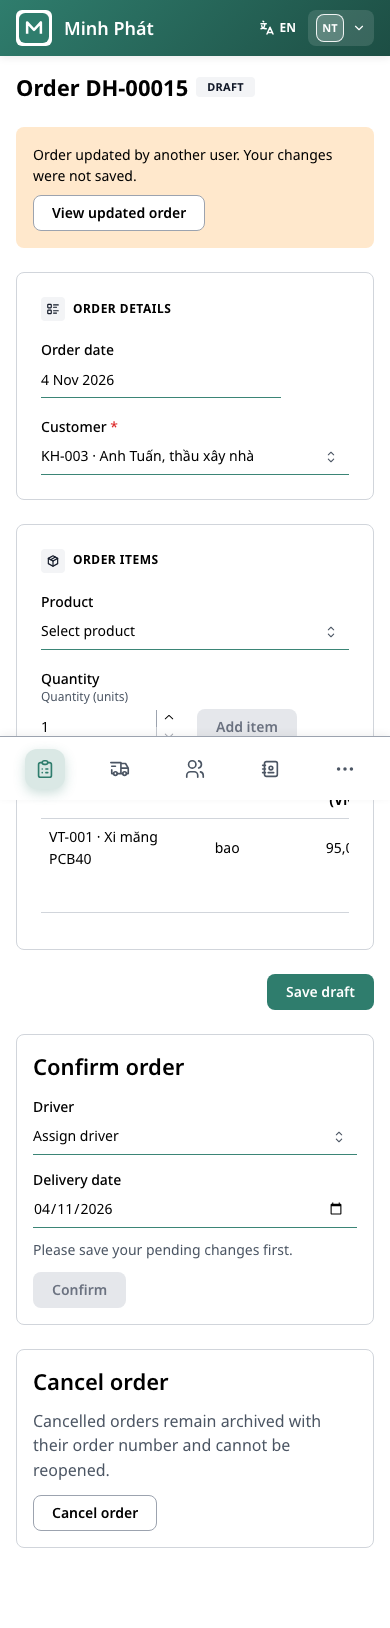 Minh Phát
EN
NT
Order DH-00015
DRAFT
Order updated by another user. Your changes
were not saved.
View updated order
ORDER DETAILS
Order date
4 Nov 2026
Customer *
KH-003 · Anh Tuấn, thầu xây nhà
ORDER ITEMS
Product
Select product
Quantity
Quantity (units)
1
Add item
VT-001 · Xi măng
PCB40
bao
95,0
Save draft
Confirm order
Driver
Assign driver
Delivery date
04/11/2026
Please save your pending changes first.
Confirm
Cancel order
Cancelled orders remain archived with
their order number and cannot be
reopened.
Cancel order